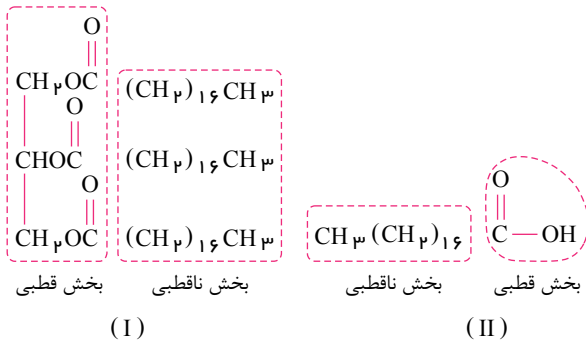 O
CH۲OC (CH۲)۱۶CH۳
O
CHOC (CH۲)۱۶CH۳
O
CH۲OC (CH۲)۱۶CH۳
بخش قطبی بخش ناقطبی
(I)
O
CH۳(CH۲)۱۶ C OH
بخش ناقطبی بخش قطبی
(II)